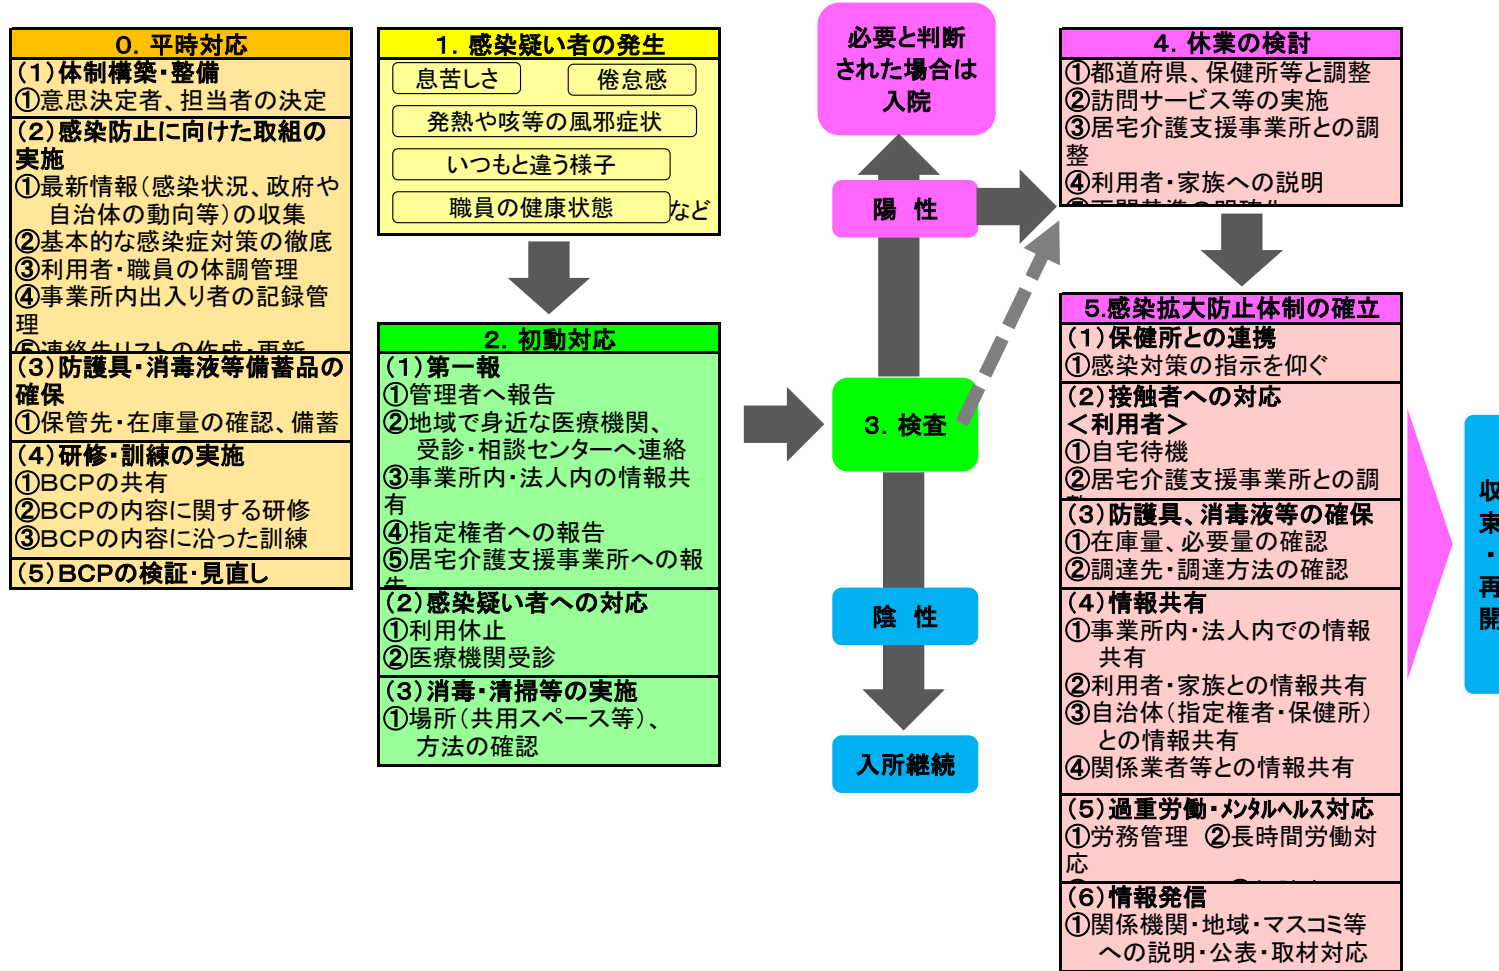 ０．平時対応
（１）体制構築・整備
①意思決定者、担当者の決定
（２）感染防止に向けた取組の
実施
①最新情報（感染状況、政府や
自治体の動向等）の収集
②基本的な感染症対策の徹底
③利用者・職員の体調管理
④事業所内出入り者の記録管
理
⑤連絡先リストの作成・更新
（３）防護具・消毒液等備蓄品の
確保
①保管先・在庫量の確認、備蓄
（４）研修・訓練の実施
①ＢＣＰの共有
②ＢＣＰの内容に関する研修
③ＢＣＰの内容に沿った訓練
（５）ＢＣＰの検証・見直し
１．感染疑い者の発生
息苦しさ
倦怠感
発熱や咳等の風邪症状
いつもと違う様子
職員の健康状態
など
２．初動対応
（１）第一報
①管理者へ報告
②地域で身近な医療機関、
受診・相談センターへ連絡
③事業所内・法人内の情報共
有
④指定権者への報告
⑤居宅介護支援事業所への報
告
（２）感染疑い者への対応
①利用休止
②医療機関受診
（３）消毒・清掃等の実施
①場所（共用スペース等）、
方法の確認
必要と判断
された場合は
入院
陽 性
３．検査
陰 性
入所継続
４．休業の検討
①都道府県、保健所等と調整
②訪問サービス等の実施
③居宅介護支援事業所との調
整
④利用者・家族への説明
⑤再開基準の明確化
５.感染拡大防止体制の確立
（１）保健所との連携
①感染対策の指示を仰ぐ
（２）接触者への対応
＜利用者＞
①自宅待機
②居宅介護支援事業所との調
（３）防護具、消毒液等の確保
①在庫量、必要量の確認
②調達先・調達方法の確認
（４）情報共有
①事業所内・法人内での情報
共有
②利用者・家族との情報共有
③自治体（指定権者・保健所）
との情報共有
④関係業者等との情報共有
（５）過重労働・ﾒﾝﾀﾙﾍﾙｽ対応
①労務管理 ②長時間労働対
応
（６）情報発信
①関係機関・地域・マスコミ等
への説明・公表・取材対応
収
束
・
再
開